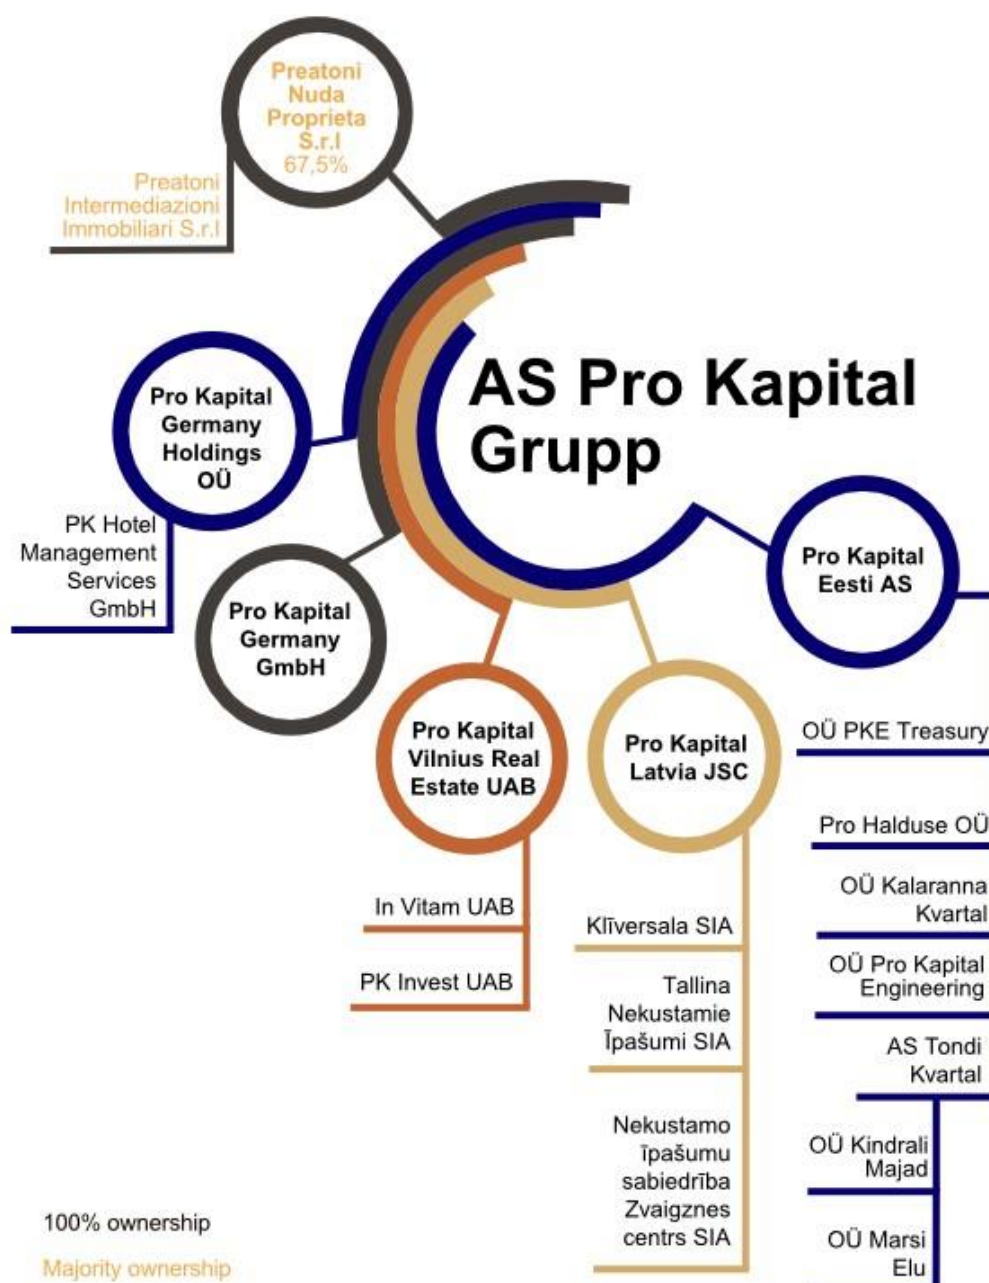 Preatoni
Nuda
Proprieta
S.r.l
67,5%
Preatoni
Intermediazioni
Immobiliari S.r.l
AS Pro Kapital
Grupp
Pro Kapital
Germany
Holdings
OÜ
PK Hotel
Management
Services
GmbH
Pro Kapital
Germany
GmbH
Pro Kapital
Vilnius Real
Estate UAB
In Vitam UAB
PK Invest UAB
Pro Kapital
Latvia JSC
Klīversala SIA
Tallina
Nekustamie
Īpašumi SIA
Nekustamo
īpašumu
sabiedrība
Zvaigznes
centrs SIA
Pro Kapital
Eesti AS
OÜ PKE Treasury
Pro Halduse OÜ
OÜ Kalaranna
Kvartal
OÜ Pro Kapital
Engineering
AS Tondi
Kvartal
OÜ Kindrali
Majad
OÜ Marsi
Elu
100% ownership
Majority ownership